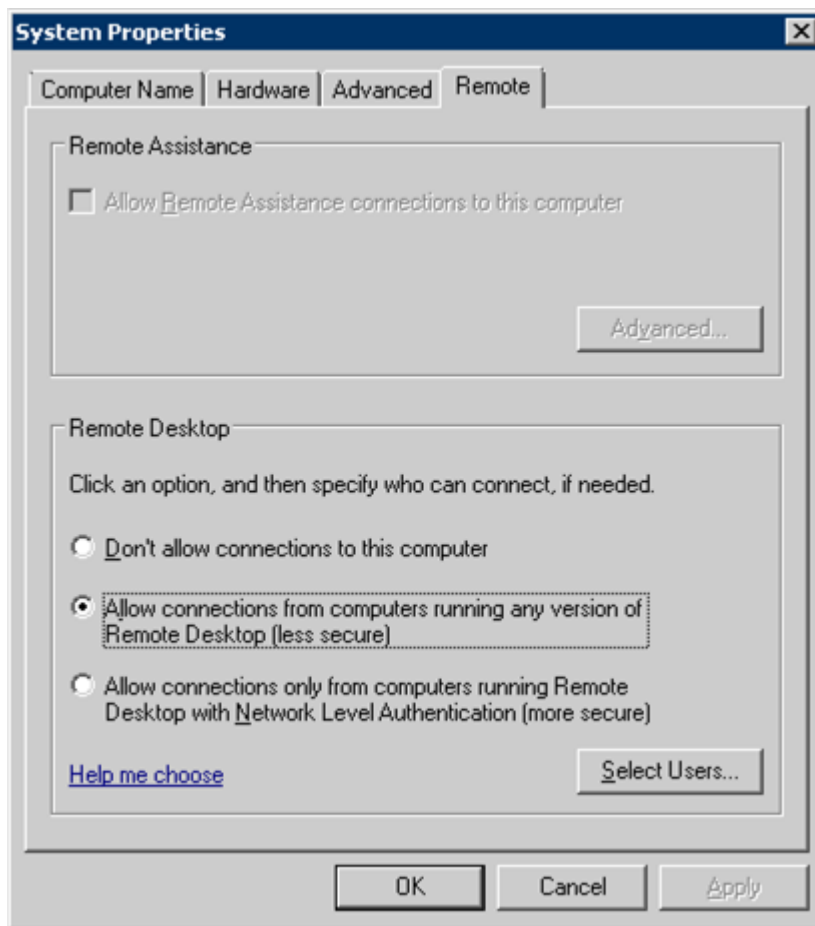 System Properties
Computer Name
Hardware
Advanced
Remote
Remote Assistance
Allow Remote Assistance connections to this computer
Advanced...
Remote Desktop
Click an option, and then specify who can connect, if needed.
Don't allow connections to this computer
Allow connections from computers running any version of
Remote Desktop (less secure)
Allow connections only from computers running Remote
Desktop with Network Level Authentication (more secure)
Help me choose
Select Users...
OK
Cancel
Apply